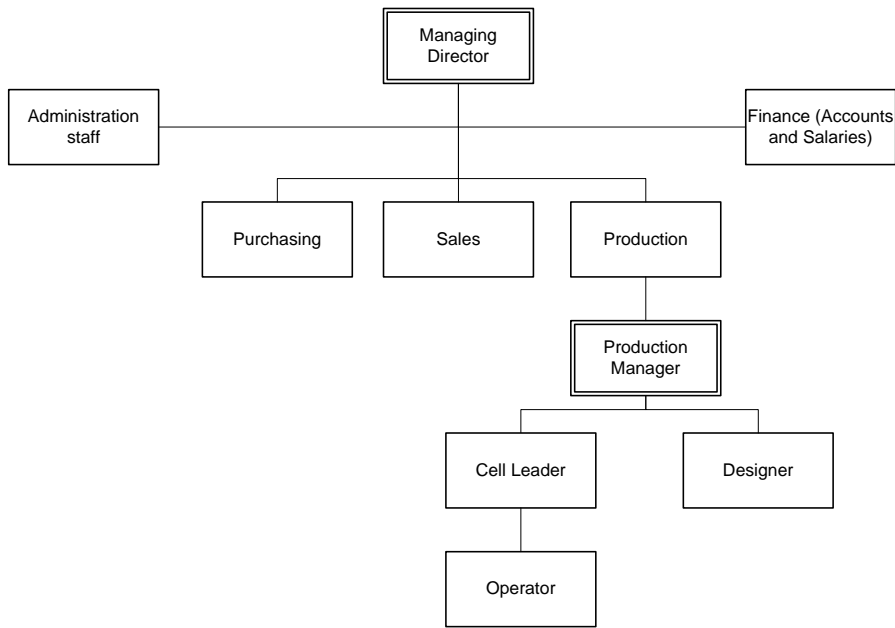 Managing
Director
Administration
staff
Finance (Accounts
and Salaries)
Purchasing
Sales
Production
Production
Manager
Cell Leader
Designer
Operator